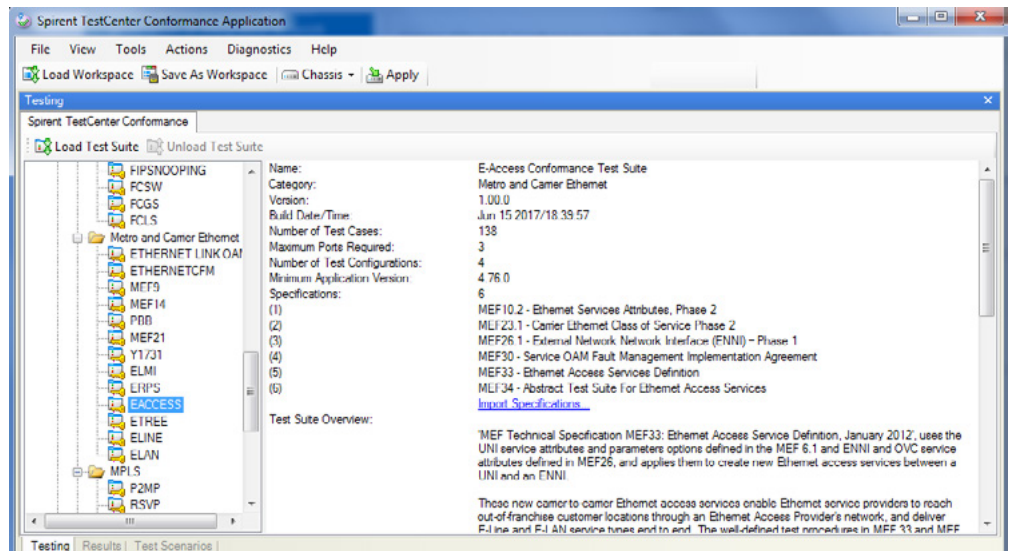 Spirent TestCenter Conformance Application
File View Tools Actions Diagnostics Help
Load Workspace Save As Workspace Chassis Apply
Testing
Spirent TestCenter Conformance
Load Test Suite Unload Test Suite
FIPSNOOPING
FCSW
FCGS
FCLS
Metro and Carrier Ethernet
ETHERNET LINK OAM
ETHERNETCFM
MEF9
MEF14
PBB
MEF21
Y1731
ELMI
ERPS
EACCESS
ETREE
ELINE
ELAN
MPLS
P2MP
RSVP
Name: E-Access Conformance Test Suite
Category: Metro and Carrier Ethernet
Version: 1.00.0
Build Date/Time: Jun 15 2017/18:39:57
Number of Test Cases: 138
Maximum Ports Required: 3
Number of Test Configurations: 4
Minimum Application Version: 4.76.0
Specifications: 6
(1) MEF10.2 - Ethernet Services Attributes, Phase 2
(2) MEF23.1 - Carrier Ethernet Class of Service Phase 2
(3) MEF26.1 - External Network Network Interface (ENNI) – Phase 1
(4) MEF30 - Service OAM Fault Management Implementation Agreement
(5) MEF33 - Ethernet Access Services Definition
(6) MEF34 - Abstract Test Suite For Ethernet Access Services
Import Specifications...
Test Suite Overview:
'MEF Technical Specification MEF33: Ethernet Access Service Definition, January 2012', uses the
UNI service attributes and parameters options defined in the MEF 6.1 and ENNI and OVC service
attributes defined in MEF26, and applies them to create new Ethernet access services between a
UNI and an ENNI.
These new carrier-to-carrier Ethernet access services enable Ethernet service providers to reach
out-of-franchise customer locations through an Ethernet Access Provider's network, and deliver
E-Line and E-LAN service types end to end. The well-defined test procedures in MEF 33 and MEF
Testing Results Test Scenarios